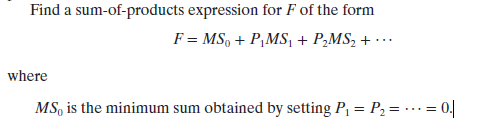 Find a sum-of-products expression for F of the form
F = MS₀ + P₁MS₁ + P₂MS₂ + ···
where
MS₀ is the minimum sum obtained by setting P₁ = P₂ = ··· = 0.